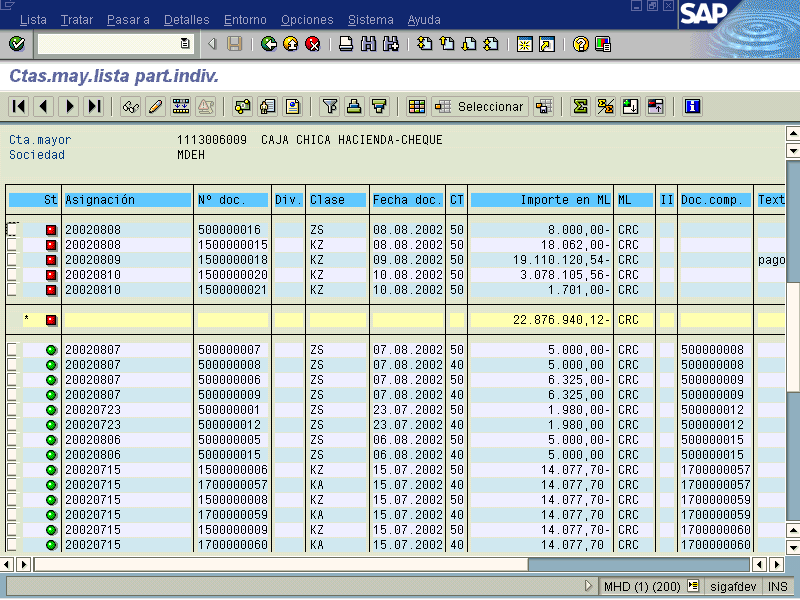 Lista Tratar Pasar a Detalles Entorno Opciones Sistema Ayuda
SAP
Ctas.may.lista part.indiv.
Seleccionar
Cta.mayor 1113006009 CAJA CHICA HACIENDA-CHEQUE
Sociedad MDEH
St Asignación Nº doc. Div. Clase Fecha doc. CT Importe en ML ML II Doc.comp. Text
20020808 500000016 ZS 08.08.2002 50 8.000,00- CRC
20020808 1500000015 KZ 08.08.2002 50 18.062,00- CRC
20020809 1500000018 KZ 09.08.2002 50 19.110.120,54- CRC pago
20020810 1500000020 KZ 10.08.2002 50 3.078.105,56- CRC
20020810 1500000021 KZ 10.08.2002 50 1.701,00- CRC
* 22.876.940,12- CRC
20020807 500000007 ZS 07.08.2002 50 5.000,00- CRC 500000008
20020807 500000008 ZS 07.08.2002 40 5.000,00 CRC 500000008
20020807 500000006 ZS 07.08.2002 50 6.325,00- CRC 500000009
20020807 500000009 ZS 07.08.2002 40 6.325,00 CRC 500000009
20020723 500000001 ZS 23.07.2002 50 1.980,00- CRC 500000012
20020723 500000012 ZS 23.07.2002 40 1.980,00 CRC 500000012
20020806 500000005 ZS 06.08.2002 50 5.000,00- CRC 500000015
20020806 500000015 ZS 06.08.2002 40 5.000,00 CRC 500000015
20020715 1500000006 KZ 15.07.2002 50 14.077,70- CRC 1700000057
20020715 1700000057 KA 15.07.2002 40 14.077,70 CRC 1700000057
20020715 1500000008 KZ 15.07.2002 50 14.077,70- CRC 1700000059
20020715 1700000059 KA 15.07.2002 40 14.077,70 CRC 1700000059
20020715 1500000009 KZ 15.07.2002 50 14.077,70- CRC 1700000060
20020715 1700000060 KA 15.07.2002 40 14.077,70 CRC 1700000060
MHD (1) (200) sigafdev INS